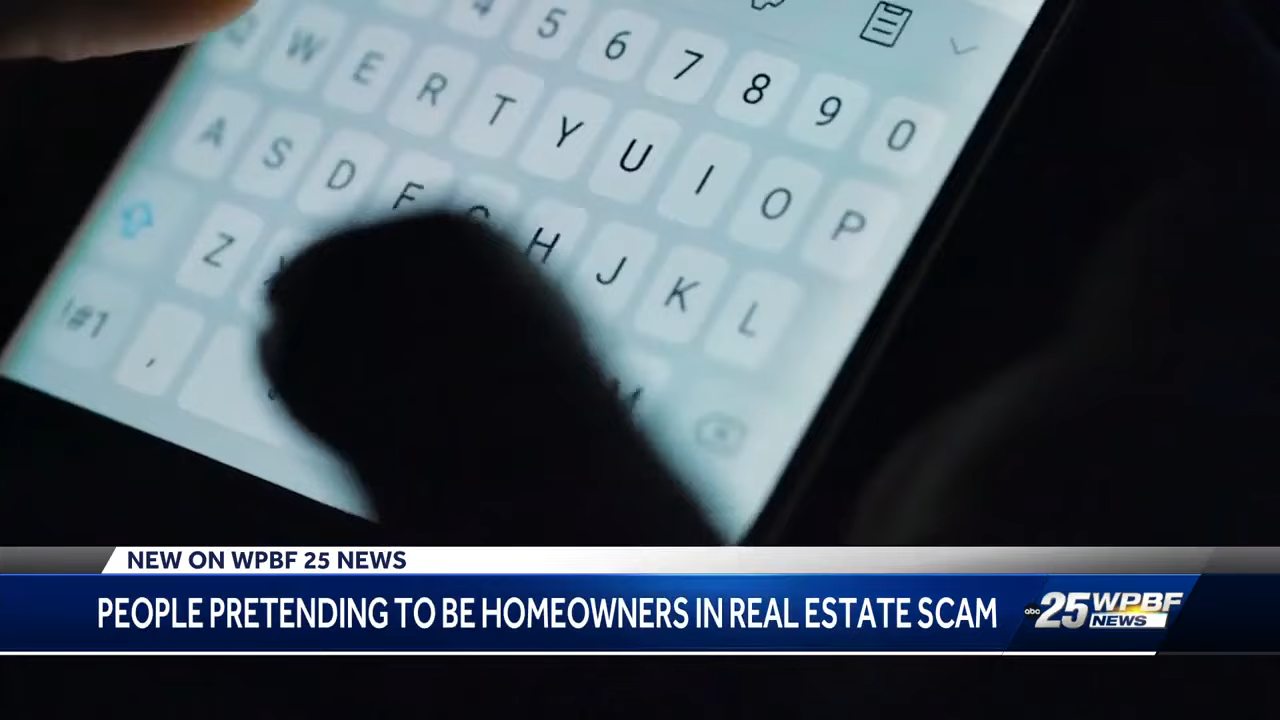 4 5 6 7 8 9 0
W E R T Y U I O P
A S D F G H J K L
Z M
!#1 ,
NEW ON WPBF 25 NEWS
PEOPLE PRETENDING TO BE HOMEOWNERS IN REAL ESTATE SCAM
abc 25 WPBF NEWS